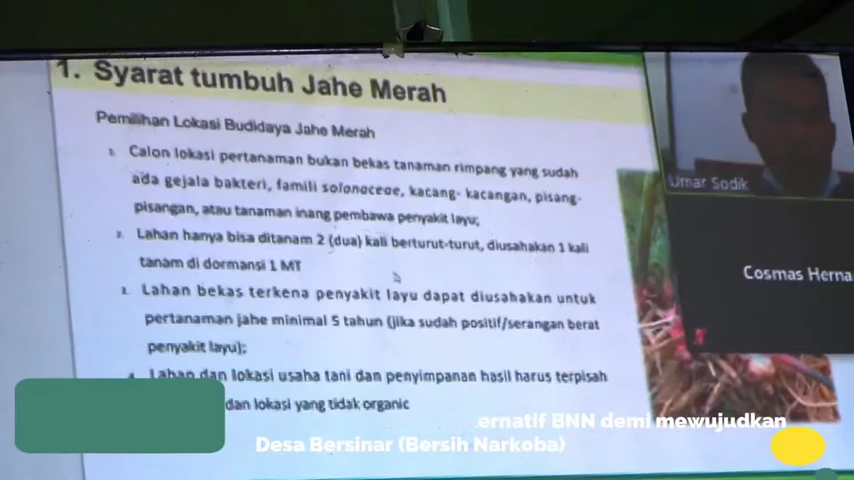 1. Syarat tumbuh Jahe Merah
Pemilihan Lokasi Budidaya Jahe Merah
1. Calon lokasi pertanaman bukan bekas tanaman rimpang yang sudah
ada gejala bakteri, famili solanaceae, kacang- kacangan, pisang-
pisangan, atau tanaman inang pembawa penyakit layu;
2. Lahan hanya bisa ditanam 2 (dua) kali berturut-turut, diusahakan 1 kali
tanam di dormansi 1 MT
3. Lahan bekas terkena penyakit layu dapat diusahakan untuk
pertanaman jahe minimal 5 tahun (jika sudah positif/serangan berat
penyakit layu);
4. Lahan dan lokasi usaha tani dan penyimpanan hasil harus terpisah
dan lokasi yang tidak organic
Umar Sodik
Cosmas Herna
ernatif BNN demi mewujudkan
Desa Bersinar (Bersih Narkoba)